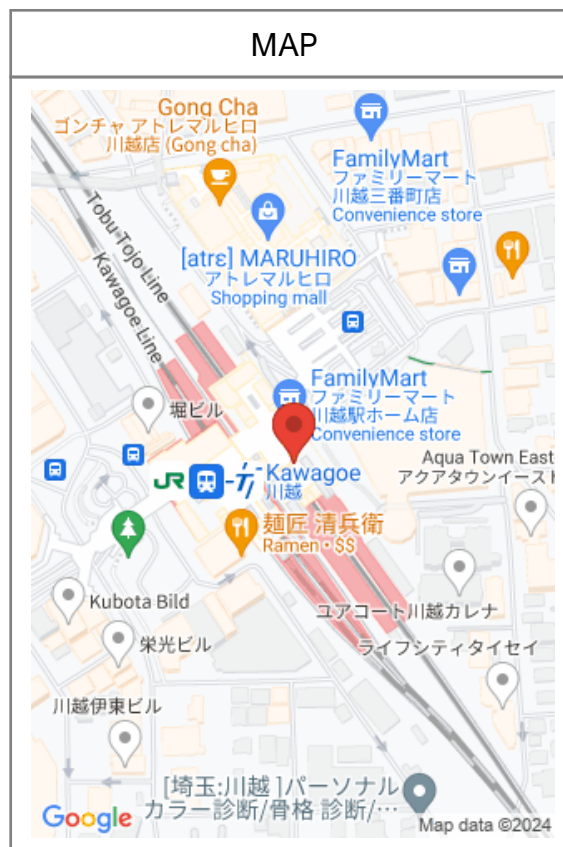 MAP
Gong Cha
ゴンチャ アトレマルヒロ
川越店 (Gong cha)
FamilyMart
ファミリーマート
川越三番町店
Convenience store
Tobu Tojo Line
Kawagoe Line
[atrε] MARUHIRO
アトレマルヒロ
Shopping mall
FamilyMart
ファミリーマート
川越駅ホーム店
Convenience store
堀ビル
Aqua Town East
アクアタウンイースト
JR
Kawagoe
川越
麺匠 清兵衛
Ramen・$$
Kubota Bild
ユアコート川越カレナ
栄光ビル
ライフシティタイセイ
川越伊東ビル
[埼玉:川越 ]パーソナル
カラー診断/骨格 診断/…
Google
Map data ©2024